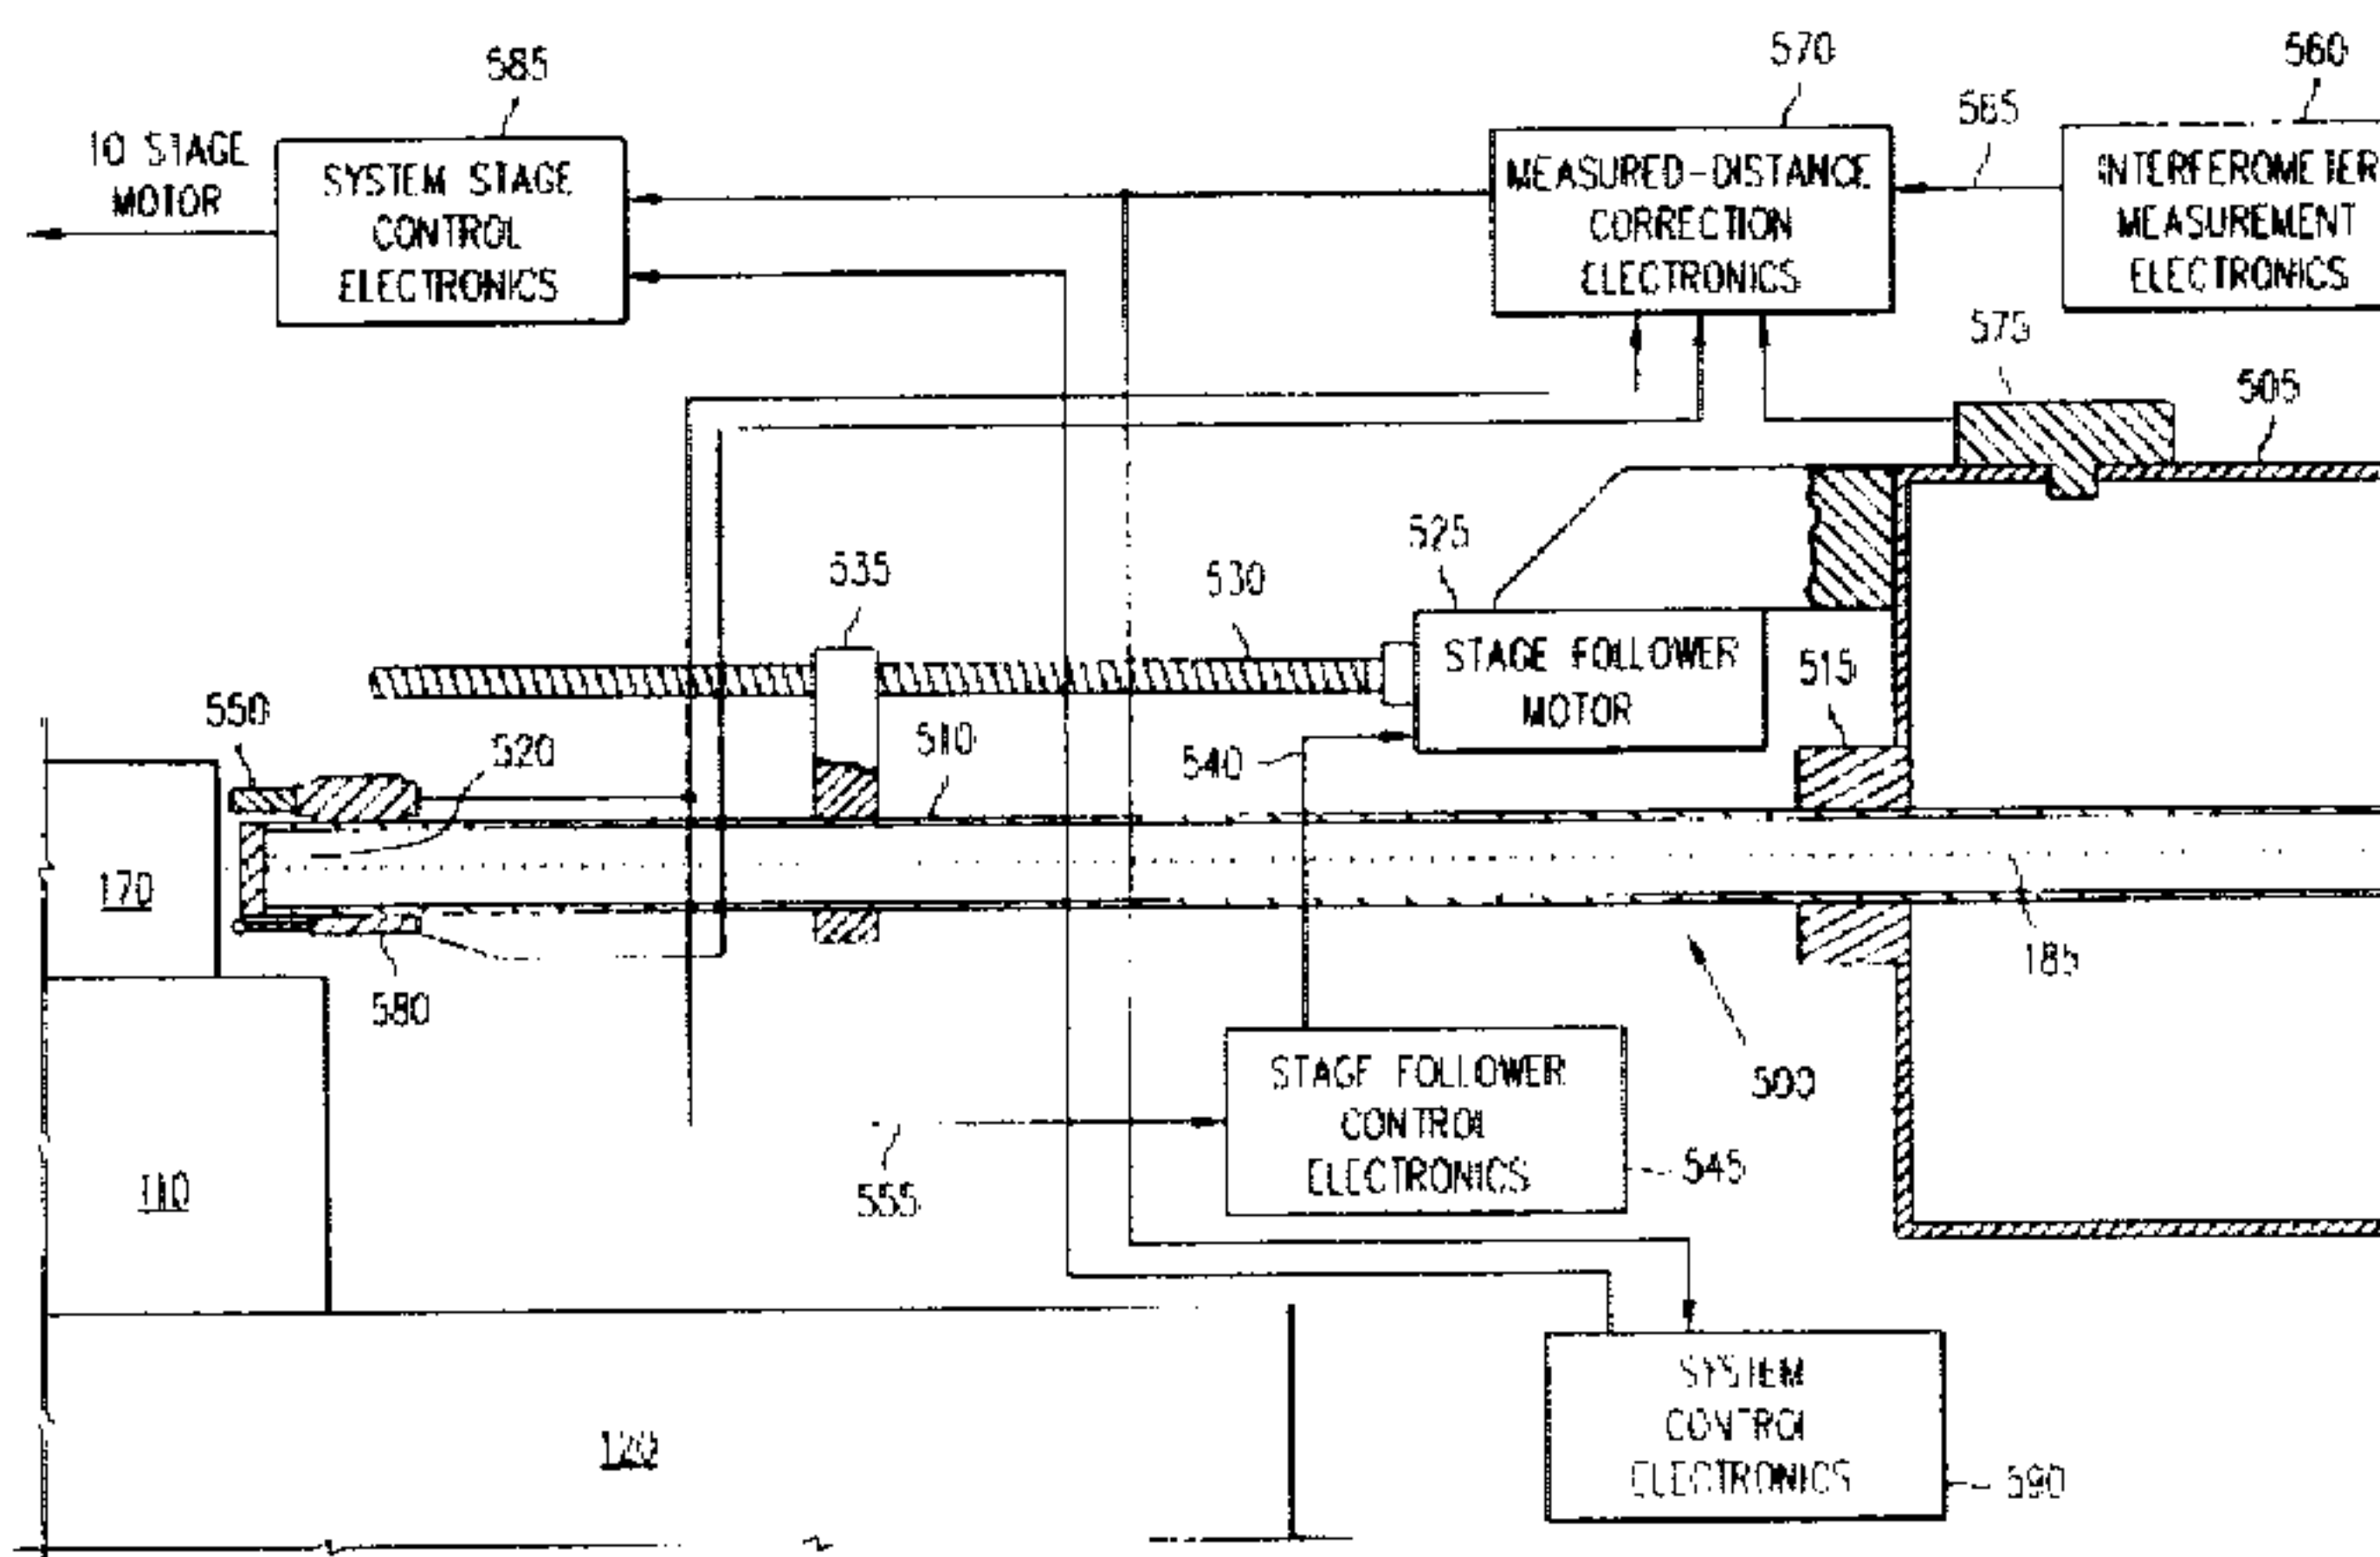 585
570
560
565
TO STAGE
MOTOR
SYSTEM STAGE
CONTROL
ELECTRONICS
MEASURED-DISTANCE
CORRECTION
ELECTRONICS
INTERFEROMETER
MEASUREMENT
ELECTRONICS
575
505
525
535
530
STAGE FOLLOWER
MOTOR
515
550
520
510
540
170
185
580
500
STAGE FOLLOWER
CONTROL
ELECTRONICS
545
555
110
SYSTEM
CONTROL
ELECTRONICS
590
120